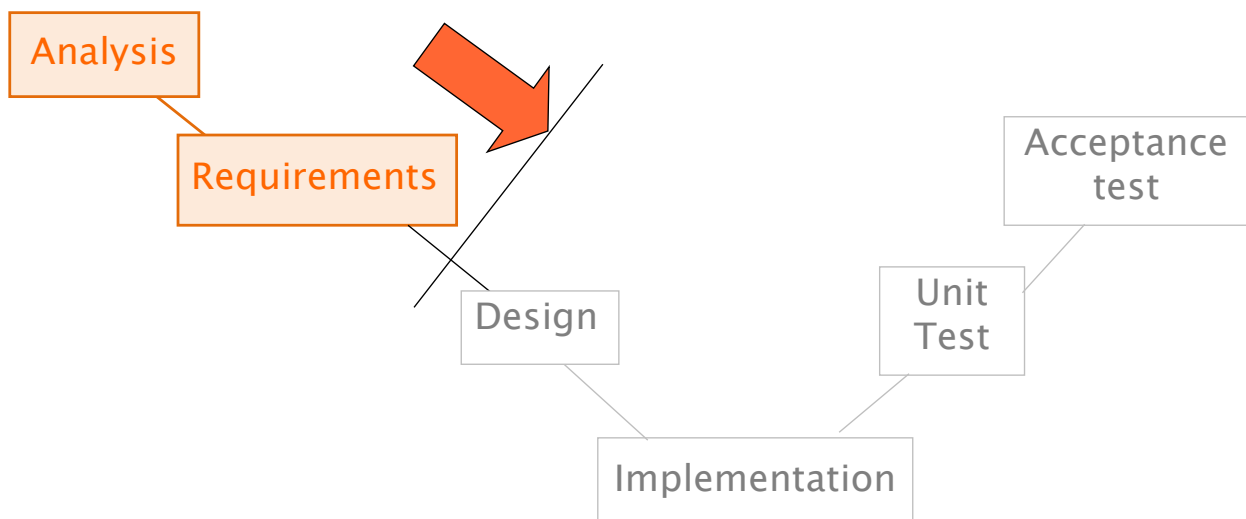 Analysis
Requirements
Design
Implementation
Unit
Test
Acceptance
test